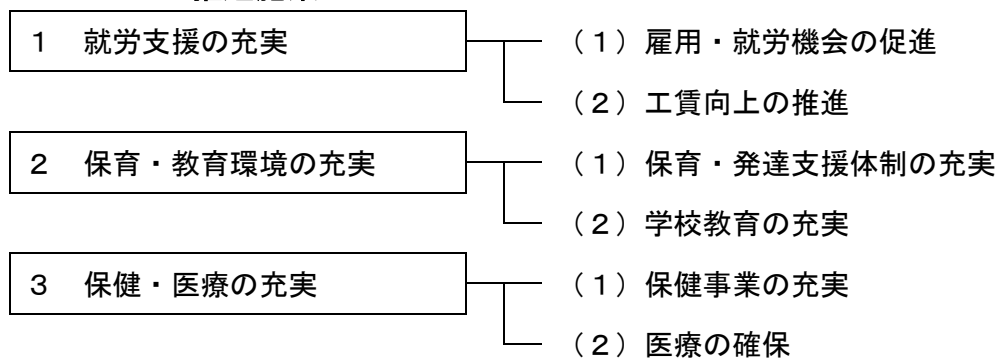 １　就労支援の充実
（１）雇用・就労機会の促進
（２）工賃向上の推進
２　保育・教育環境の充実
（１）保育・発達支援体制の充実
（２）学校教育の充実
３　保健・医療の充実
（１）保健事業の充実
（２）医療の確保